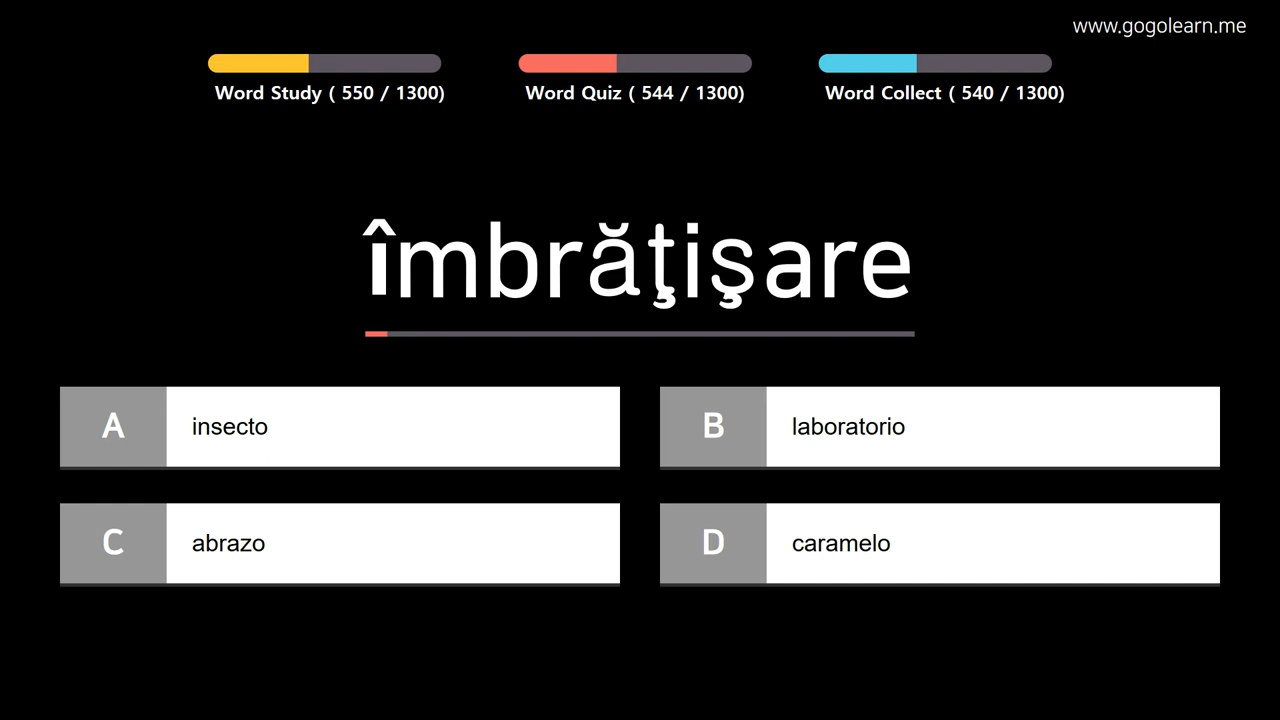 www.gogolearn.me
Word Study ( 550 / 1300)
Word Quiz ( 544 / 1300)
Word Collect ( 540 / 1300)
îmbrăţişare
A insecto
B laboratorio
C abrazo
D caramelo